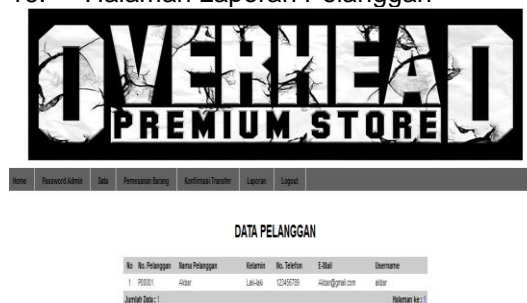 Halaman Laporan Pelanggan
OVERHEAD
PREMIUM STORE
Home Password Admin Data Pemesanan Barang Konfirmasi Transfer Laporan Logout
DATA PELANGGAN
No No. Pelanggan Nama Pelanggan Kelamin No. Telefon E-Mail Username
1 P00001 Akbar Laki-laki 123456789 Akbar@gmail.com akbar
Jumlah Data : 1 Halaman ke : 1